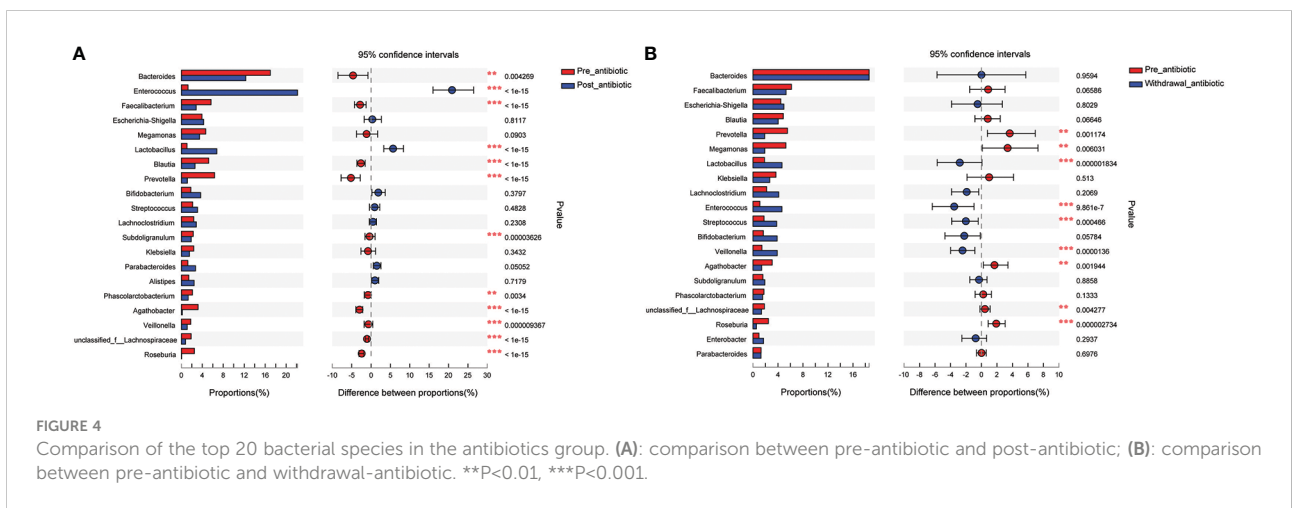 A
95% confidence intervals
Pre_antibiotic
Post_antibiotic
Bacteroides
Enterococcus
Faecalibacterium
Escherichia-Shigella
Megamonas
Lactobacillus
Blautia
Prevotella
Bifidobacterium
Streptococcus
Lachnoclostridium
Subdoligranulum
Klebsiella
Parabacteroides
Alistipes
Phascolarctobacterium
Agathobacter
Veillonella
unclassified_f__Lachnospiraceae
Roseburia
** 0.004269
*** < 1e-15
*** < 1e-15
0.8117
0.0903
*** < 1e-15
*** < 1e-15
*** < 1e-15
0.3797
0.4828
0.2308
*** 0.00003626
0.3432
0.05052
0.7179
** 0.0034
*** < 1e-15
*** 0.000009367
*** < 1e-15
*** < 1e-15
Pvalue
0 4 8 12 16 20 24
Proportions(%)
-10 -5 0 5 10 15 20 25 30
Difference between proportions(%)
B
95% confidence intervals
Pre_antibiotic
Withdrawal_antibiotic
Bacteroides
Faecalibacterium
Escherichia-Shigella
Blautia
Prevotella
Megamonas
Lactobacillus
Klebsiella
Lachnoclostridium
Enterococcus
Streptococcus
Bifidobacterium
Veillonella
Agathobacter
Subdoligranulum
Phascolarctobacterium
unclassified_f__Lachnospiraceae
Roseburia
Enterobacter
Parabacteroides
0.9594
0.06586
0.8029
0.06646
** 0.001174
** 0.006031
*** 0.000001834
0.513
0.2069
*** 9.861e-7
*** 0.000466
0.05784
*** 0.0000136
** 0.001944
0.8858
0.1333
** 0.004277
*** 0.000002734
0.2937
0.6976
Pvalue
0 4 8 12 16
Proportions(%)
-10 -8 -6 -4 -2 0 2 4 6 8 10
Difference between proportions(%)
FIGURE 4
Comparison of the top 20 bacterial species in the antibiotics group. (A): comparison between pre-antibiotic and post-antibiotic; (B): comparison
between pre-antibiotic and withdrawal-antibiotic. **P<0.01, ***P<0.001.